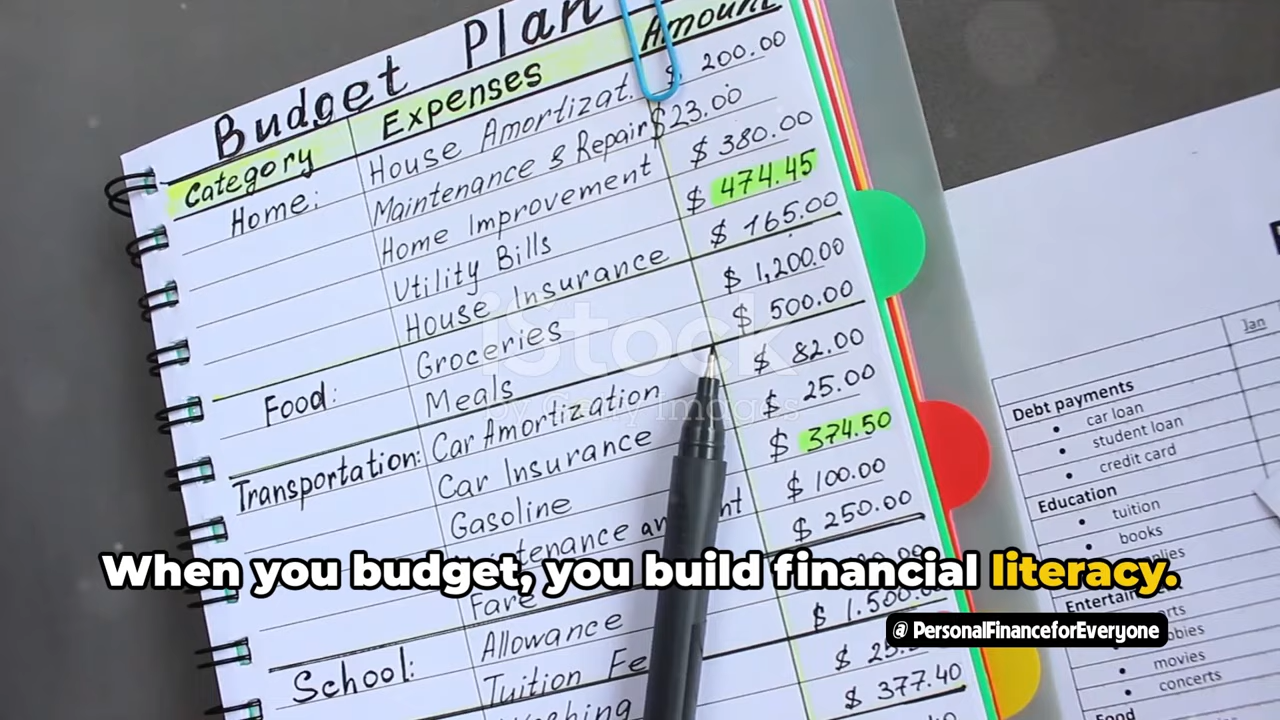 Budget Plan
Category Expenses Amount
Home: House Amortizat. $ 200.00
Maintenance & Repair $23.00
Home Improvement $ 380.00
Utility Bills $ 474.45
House Insurance $ 165.00
Food: Groceries $ 1,200.00
Meals $ 500.00
Transportation: Car Amortization $ 82.00
Car Insurance $ 25.00
Gasoline $ 374.50
$ 100.00
Fare $ 250.00
School: Allowance $ 1.500.
Tuition Fe
$ 377.40
iStock
by Getty Images
When you budget, you build financial literacy.
@ PersonalFinanceforEveryone
Jan
Debt payments
• car loan
• student loan
• credit card
Education
• tuition
• books
• movies
• concerts
Food